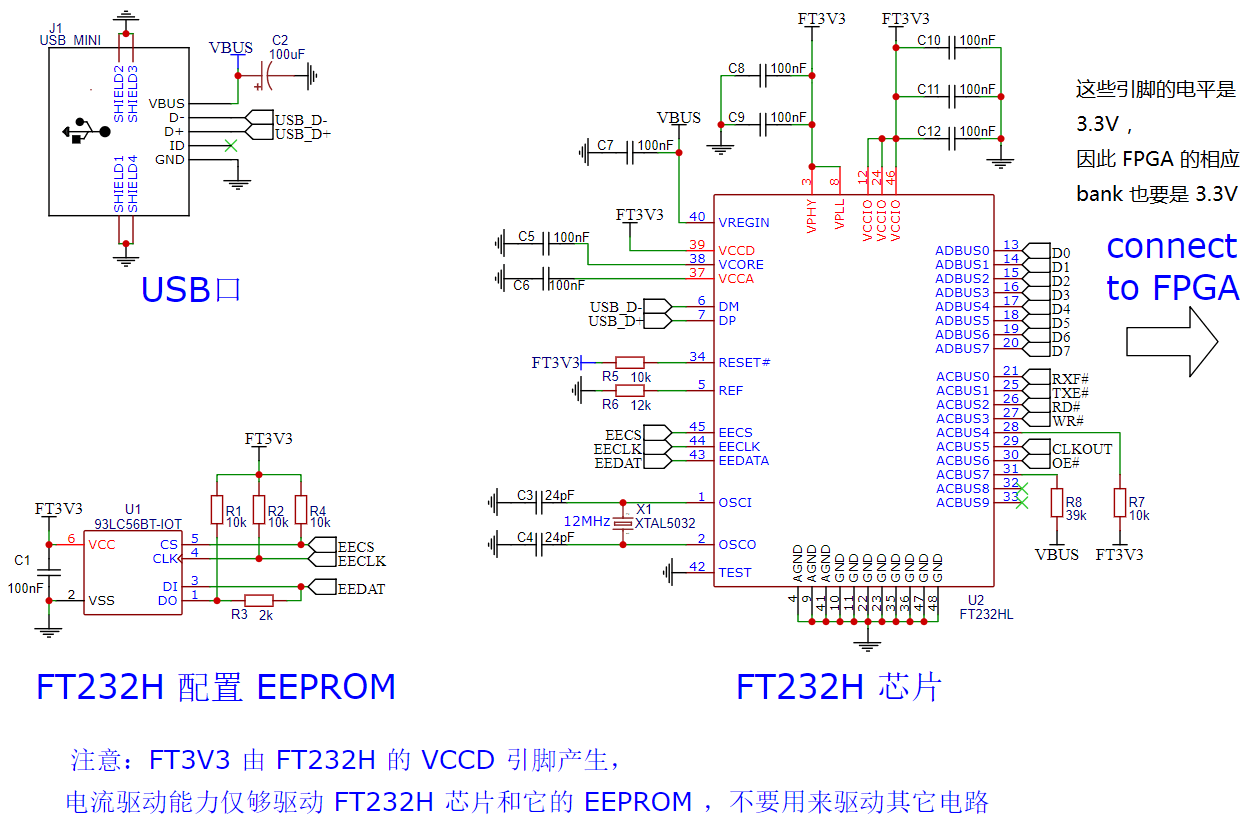 J1
USB MINI
SHIELD2
SHIELD3
SHIELD1
SHIELD4
VBUS
D-
D+
ID
GND
VBUS
C2
100uF
USB_D-
USB_D+
USB口
FT3V3
C8 100nF
C9 100nF
FT3V3
C10 100nF
C11 100nF
C12 100nF
VBUS
C7 100nF
FT3V3
C5 100nF
C6 100nF
USB_D-
USB_D+
FT3V3
R5 10k
R6 12k
EECS
EECLK
EEDAT
C3 24pF
12MHz
X1
XTAL5032
C4 24pF
3 VPHY
8 VPLL
12 VCCIO
24 VCCIO
46 VCCIO
40 VREGIN
39 VCCD
38 VCORE
37 VCCA
6 DM
7 DP
34 RESET#
5 REF
45 EECS
44 EECLK
43 EEDATA
1 OSCI
2 OSCO
42 TEST
ADBUS0 13 D0
ADBUS1 14 D1
ADBUS2 15 D2
ADBUS3 16 D3
ADBUS4 17 D4
ADBUS5 18 D5
ADBUS6 19 D6
ADBUS7 20 D7
ACBUS0 21 RXF#
ACBUS1 25 TXE#
ACBUS2 26 RD#
ACBUS3 27 WR#
ACBUS4 28
ACBUS5 29 CLKOUT
ACBUS6 30 OE#
ACBUS7 31
ACBUS8 32
ACBUS9 33
R8
39k
VBUS
R7
10k
FT3V3
AGND 4
AGND 9
AGND 41
GND 10
GND 11
GND 22
GND 23
GND 35
GND 36
GND 47
GND 48
U2
FT232HL
这些引脚的电平是
3.3V，
因此 FPGA 的相应
bank 也要是 3.3V
connect
to FPGA
FT3V3
R1
10k
R2
10k
R4
10k
FT3V3
C1
100nF
U1
93LC56BT-IOT
6 VCC
2 VSS
CS 5
CLK 4
DI 3
DO 1
EECS
EECLK
EEDAT
R3 2k
FT232H 配置 EEPROM
FT232H 芯片
注意：FT3V3 由 FT232H 的 VCCD 引脚产生，
电流驱动能力仅够驱动 FT232H 芯片和它的 EEPROM ，不要用来驱动其它电路